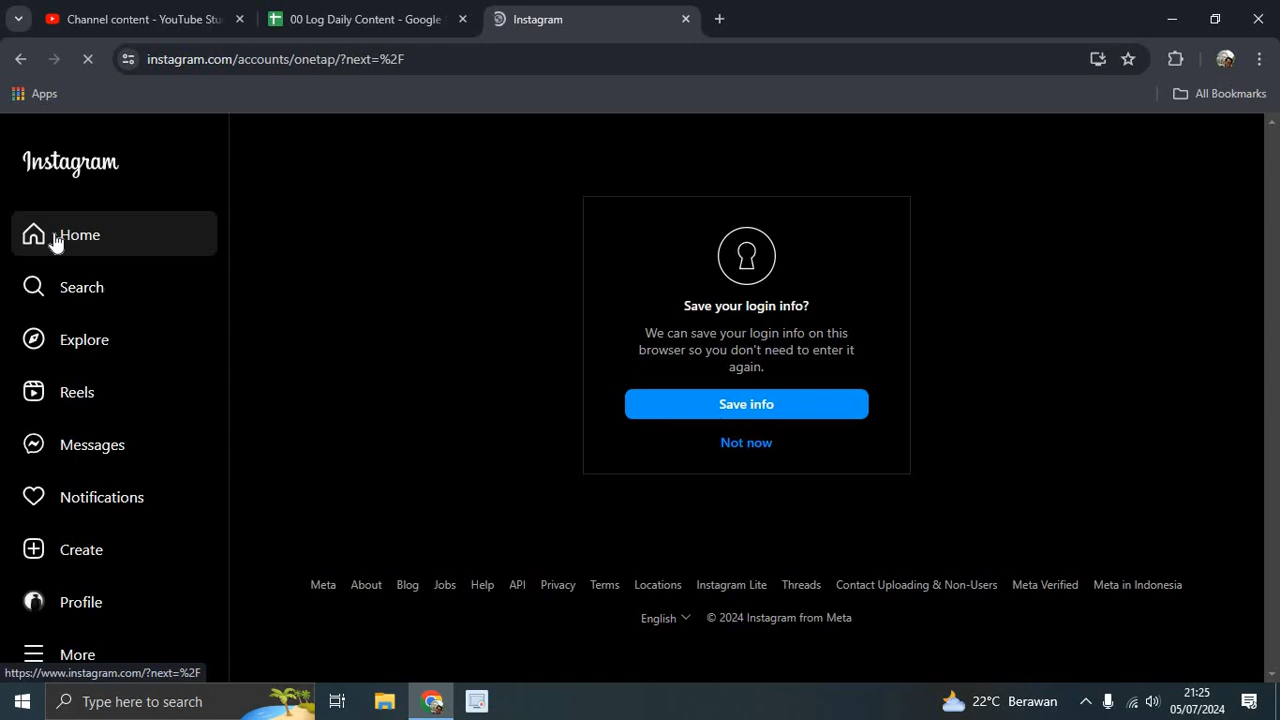 Channel content - YouTube Stu
00 Log Daily Content - Google
Instagram
instagram.com/accounts/onetap/?next=%2F
Apps
All Bookmarks
Instagram
Home
Search
Explore
Reels
Messages
Notifications
Create
Profile
More
Save your login info?
We can save your login info on this
browser so you don't need to enter it
again.
Save info
Not now
Meta About Blog Jobs Help API Privacy Terms Locations Instagram Lite Threads Contact Uploading & Non-Users Meta Verified Meta in Indonesia
English © 2024 Instagram from Meta
https://www.instagram.com/?next=%2F
Type here to search
22°C Berawan
21:25
05/07/2024